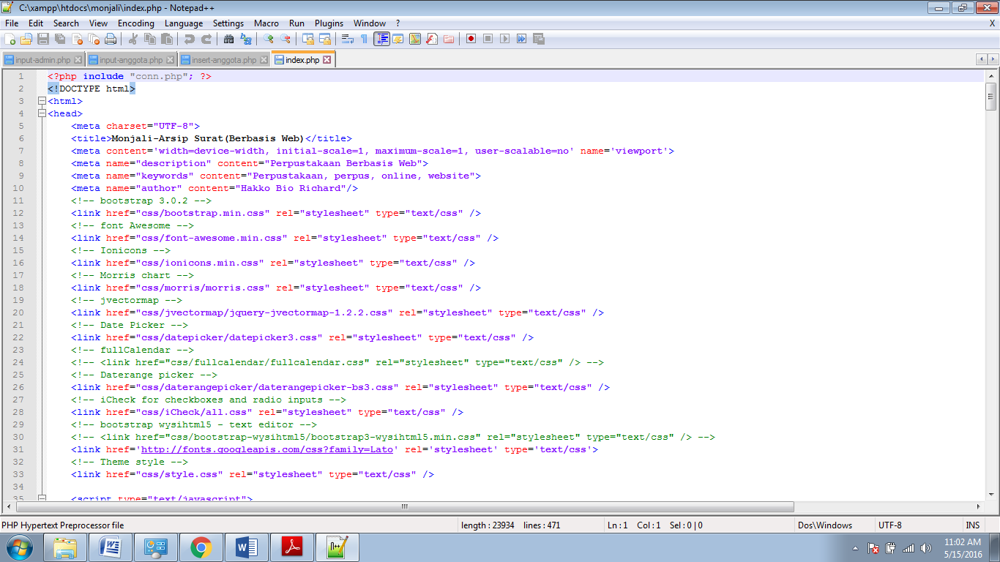 C:\xampp\htdocs\monjali\index.php - Notepad++
File Edit Search View Encoding Language Settings Macro Run Plugins Window ? X
input-admin.php input-anggota.php insert-anggota.php index.php
1 <?php include "conn.php"; ?>
2 <!DOCTYPE html>
3 <html>
4 <head>
5 <meta charset="UTF-8">
6 <title>Monjali-Arsip Surat(Berbasis Web)</title>
7 <meta content='width=device-width, initial-scale=1, maximum-scale=1, user-scalable=no' name='viewport'>
8 <meta name="description" content="Perpustakaan Berbasis Web">
9 <meta name="keywords" content="Perpustakaan, perpus, online, website">
10 <meta name="author" content="Hakko Bio Richard"/>
11 <!-- bootstrap 3.0.2 -->
12 <link href="css/bootstrap.min.css" rel="stylesheet" type="text/css" />
13 <!-- font Awesome -->
14 <link href="css/font-awesome.min.css" rel="stylesheet" type="text/css" />
15 <!-- Ionicons -->
16 <link href="css/ionicons.min.css" rel="stylesheet" type="text/css" />
17 <!-- Morris chart -->
18 <link href="css/morris/morris.css" rel="stylesheet" type="text/css" />
19 <!-- jvectormap -->
20 <link href="css/jvectormap/jquery-jvectormap-1.2.2.css" rel="stylesheet" type="text/css" />
21 <!-- Date Picker -->
22 <link href="css/datepicker/datepicker3.css" rel="stylesheet" type="text/css" />
23 <!-- fullCalendar -->
24 <!-- <link href="css/fullcalendar/fullcalendar.css" rel="stylesheet" type="text/css" /> -->
25 <!-- Daterange picker -->
26 <link href="css/daterangepicker/daterangepicker-bs3.css" rel="stylesheet" type="text/css" />
27 <!-- iCheck for checkboxes and radio inputs -->
28 <link href="css/iCheck/all.css" rel="stylesheet" type="text/css" />
29 <!-- bootstrap wysihtml5 - text editor -->
30 <!-- <link href="css/bootstrap-wysihtml5/bootstrap3-wysihtml5.min.css" rel="stylesheet" type="text/css" /> -->
31 <link href='http://fonts.googleapis.com/css?family=Lato' rel='stylesheet' type='text/css'>
32 <!-- Theme style -->
33 <link href="css/style.css" rel="stylesheet" type="text/css" />
34
35 <script type="text/javascript">
PHP Hypertext Preprocessor file length : 23934 lines : 471 Ln : 1 Col : 1 Sel : 0 | 0 Dos\Windows UTF-8 INS
11:02 AM
5/15/2016